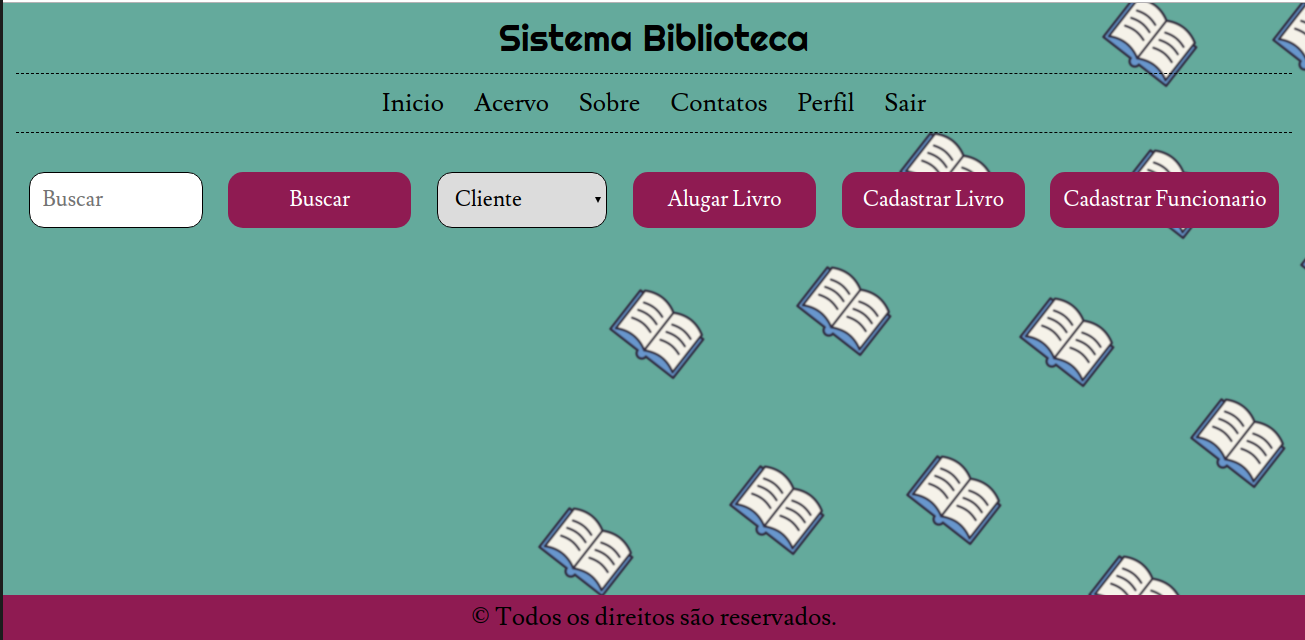 Sistema Biblioteca
Inicio Acervo Sobre Contatos Perfil Sair
Buscar Buscar Cliente Alugar Livro Cadastrar Livro Cadastrar Funcionario
© Todos os direitos são reservados.